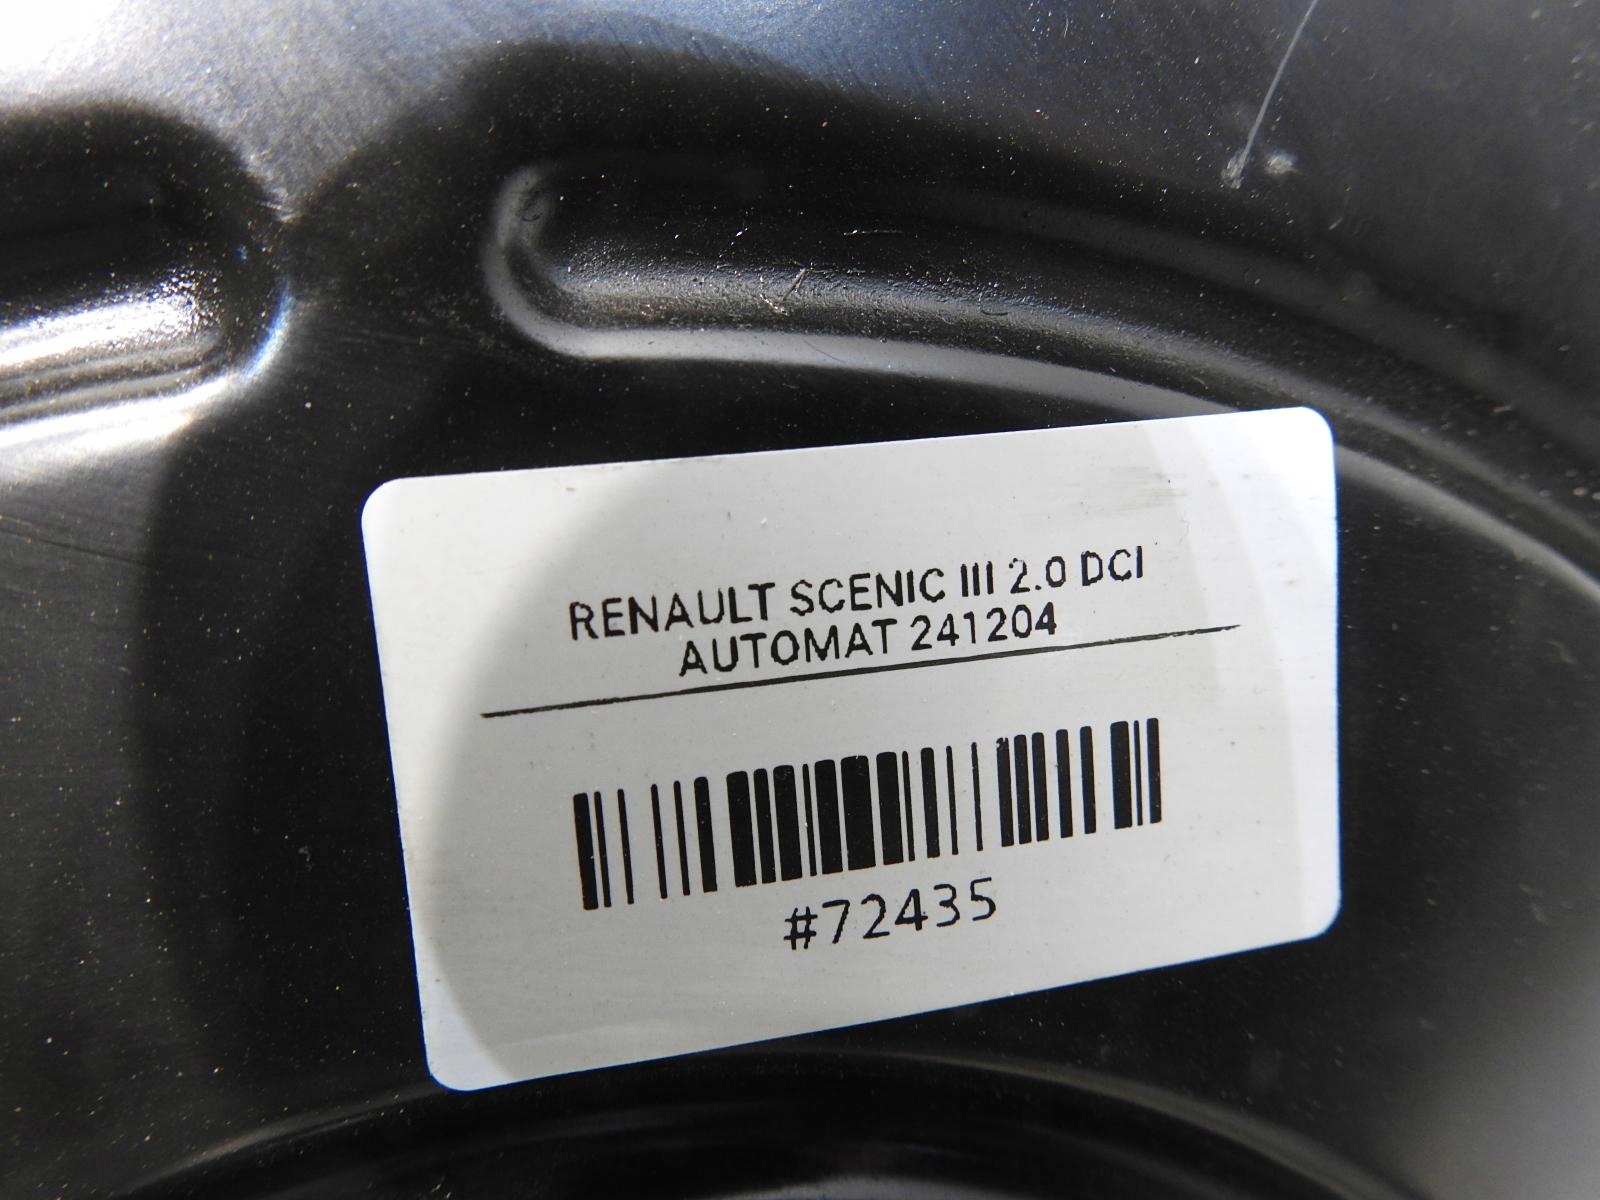 RENAULT SCENIC III 2.0 DCI
AUTOMAT 241204
#72435